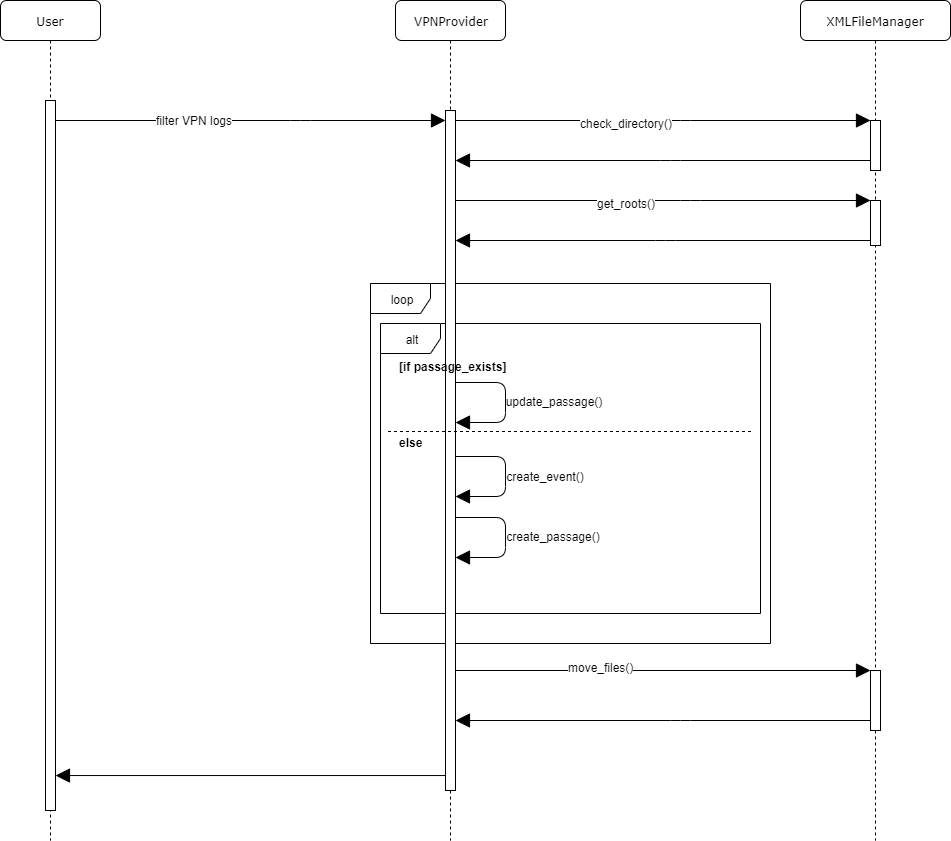 User
VPNProvider
XMLFileManager
filter VPN logs
check_directory()
get_roots()
loop
alt
[if passage_exists]
update_passage()
else
create_event()
create_passage()
move_files()